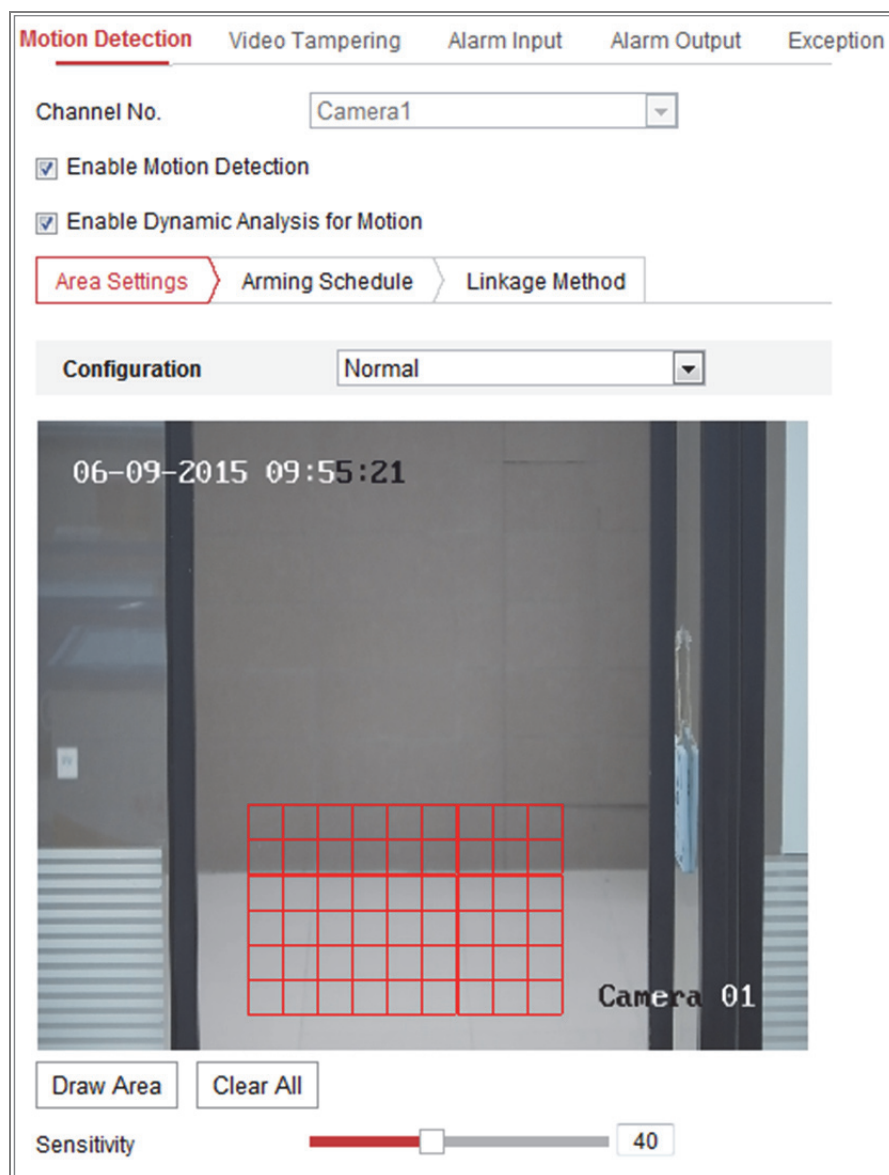 Motion Detection Video Tampering Alarm Input Alarm Output Exception
Channel No. Camera1
Enable Motion Detection
Enable Dynamic Analysis for Motion
Area Settings Arming Schedule Linkage Method
Configuration Normal
06-09-2015 09:55:21
Camera 01
Draw Area Clear All
Sensitivity 40